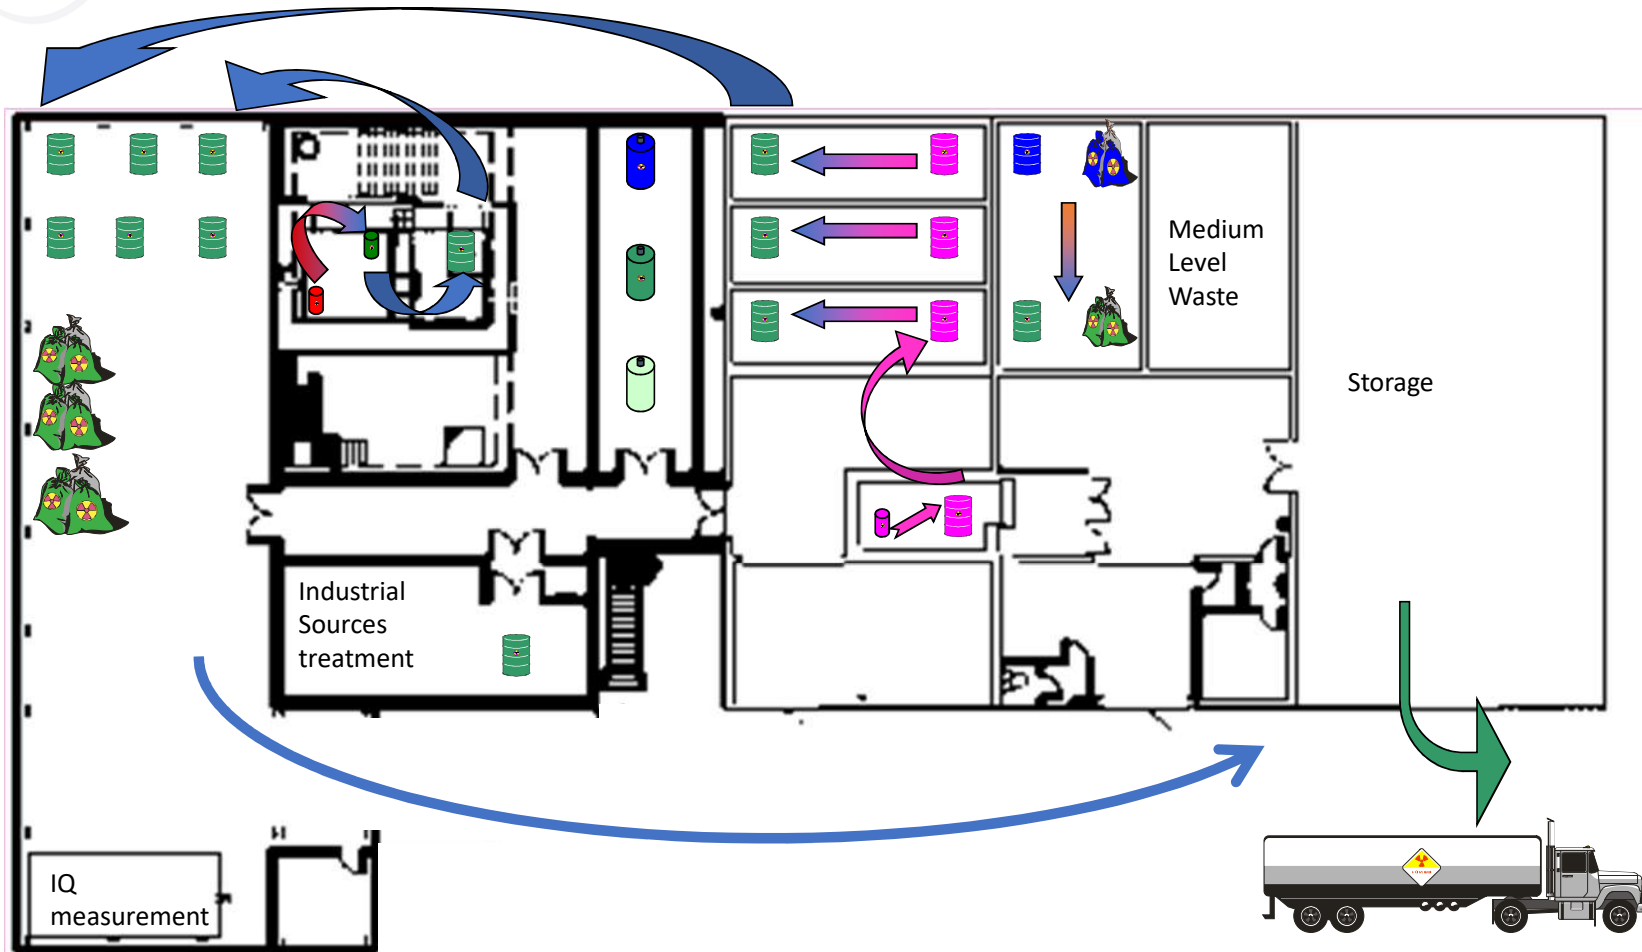 Medium
Level
Waste
Storage
Industrial
Sources
treatment
IQ
measurement